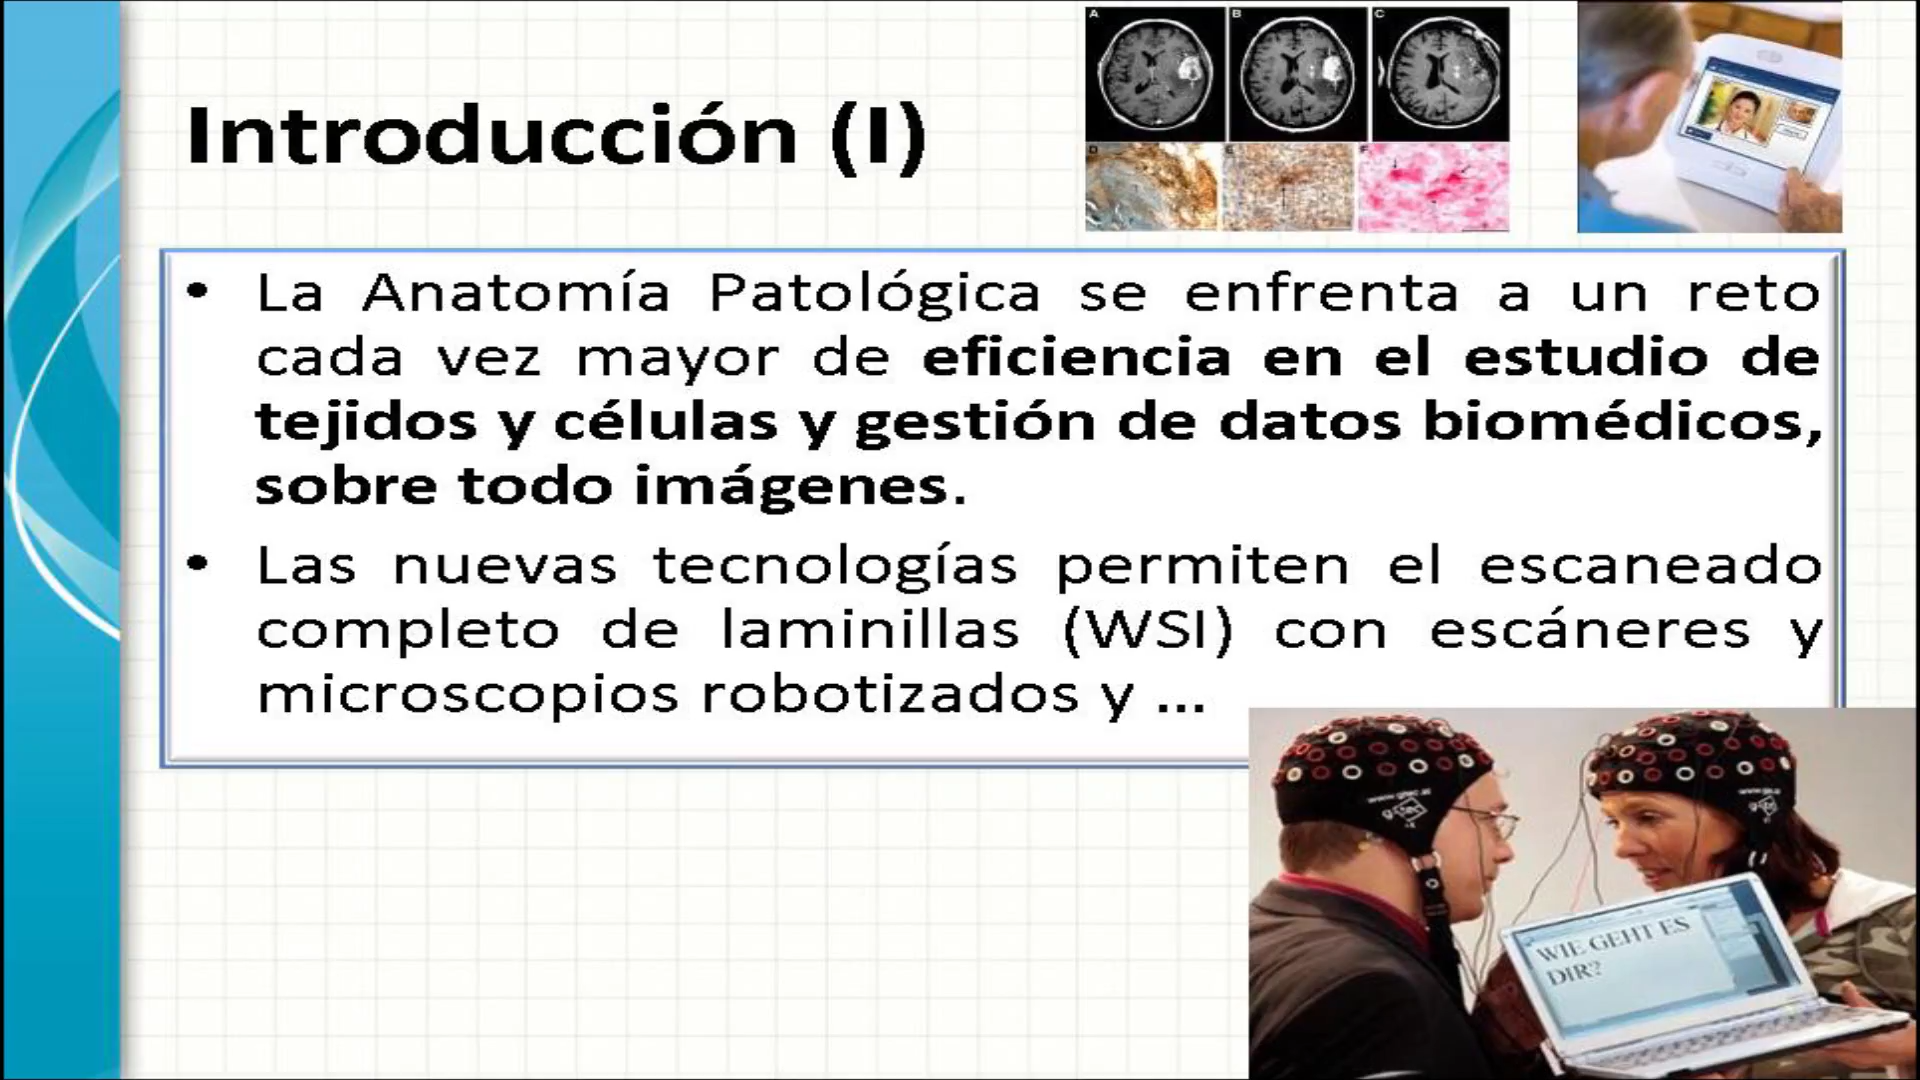 Introducción (I)
A B C
D E F
• La Anatomía Patológica se enfrenta a un reto
cada vez mayor de eficiencia en el estudio de
tejidos y células y gestión de datos biomédicos,
sobre todo imágenes.
• Las nuevas tecnologías permiten el escaneado
completo de laminillas (WSI) con escáneres y
microscopios robotizados y ...
g.tec
WIE GEHT ES
DIR?